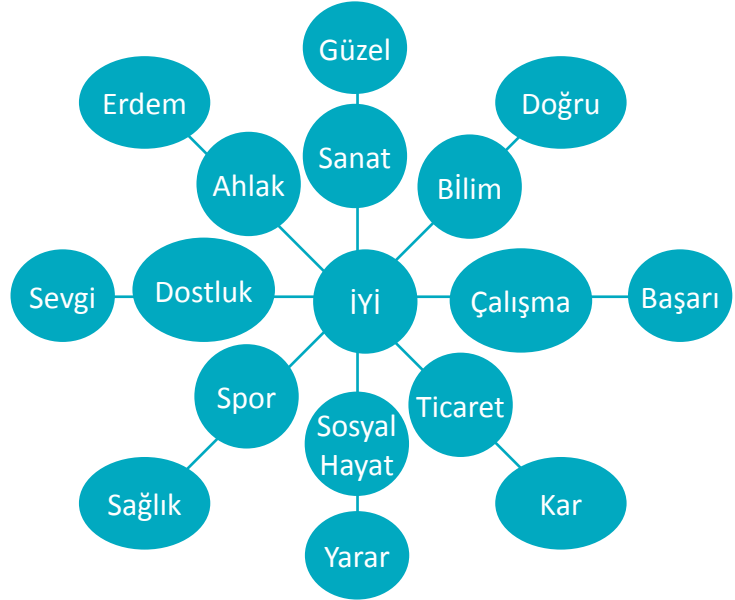 Güzel
Erdem
Doğru
Sanat
Ahlak
Bİlim
Sevgi
Dostluk
İYİ
Çalışma
Başarı
Spor
Ticaret
Sosyal
Hayat
Sağlık
Kar
Yarar